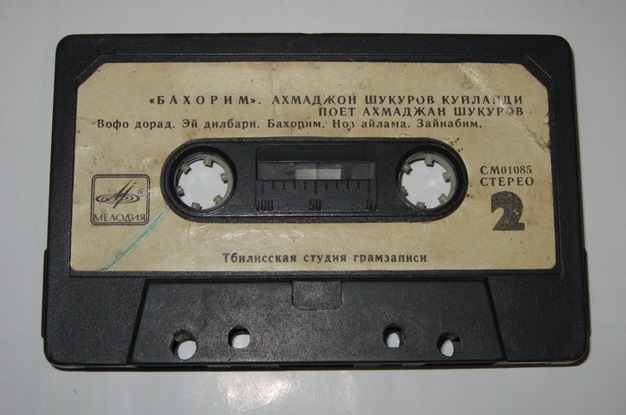 «БАХОРИМ». АХМАДЖОН ШУКУРОВ КУЙЛАЙДИ
ПОЕТ АХМАДЖАН ШУКУРОВ
Вофо дорад. Эй дилбари. Бахорим. Ноз айлама. Зайнабим.
СМ01085
СТЕРЕО
2
®
МЕЛОДИЯ
100 50 0
Тбилисская студия грамзаписи